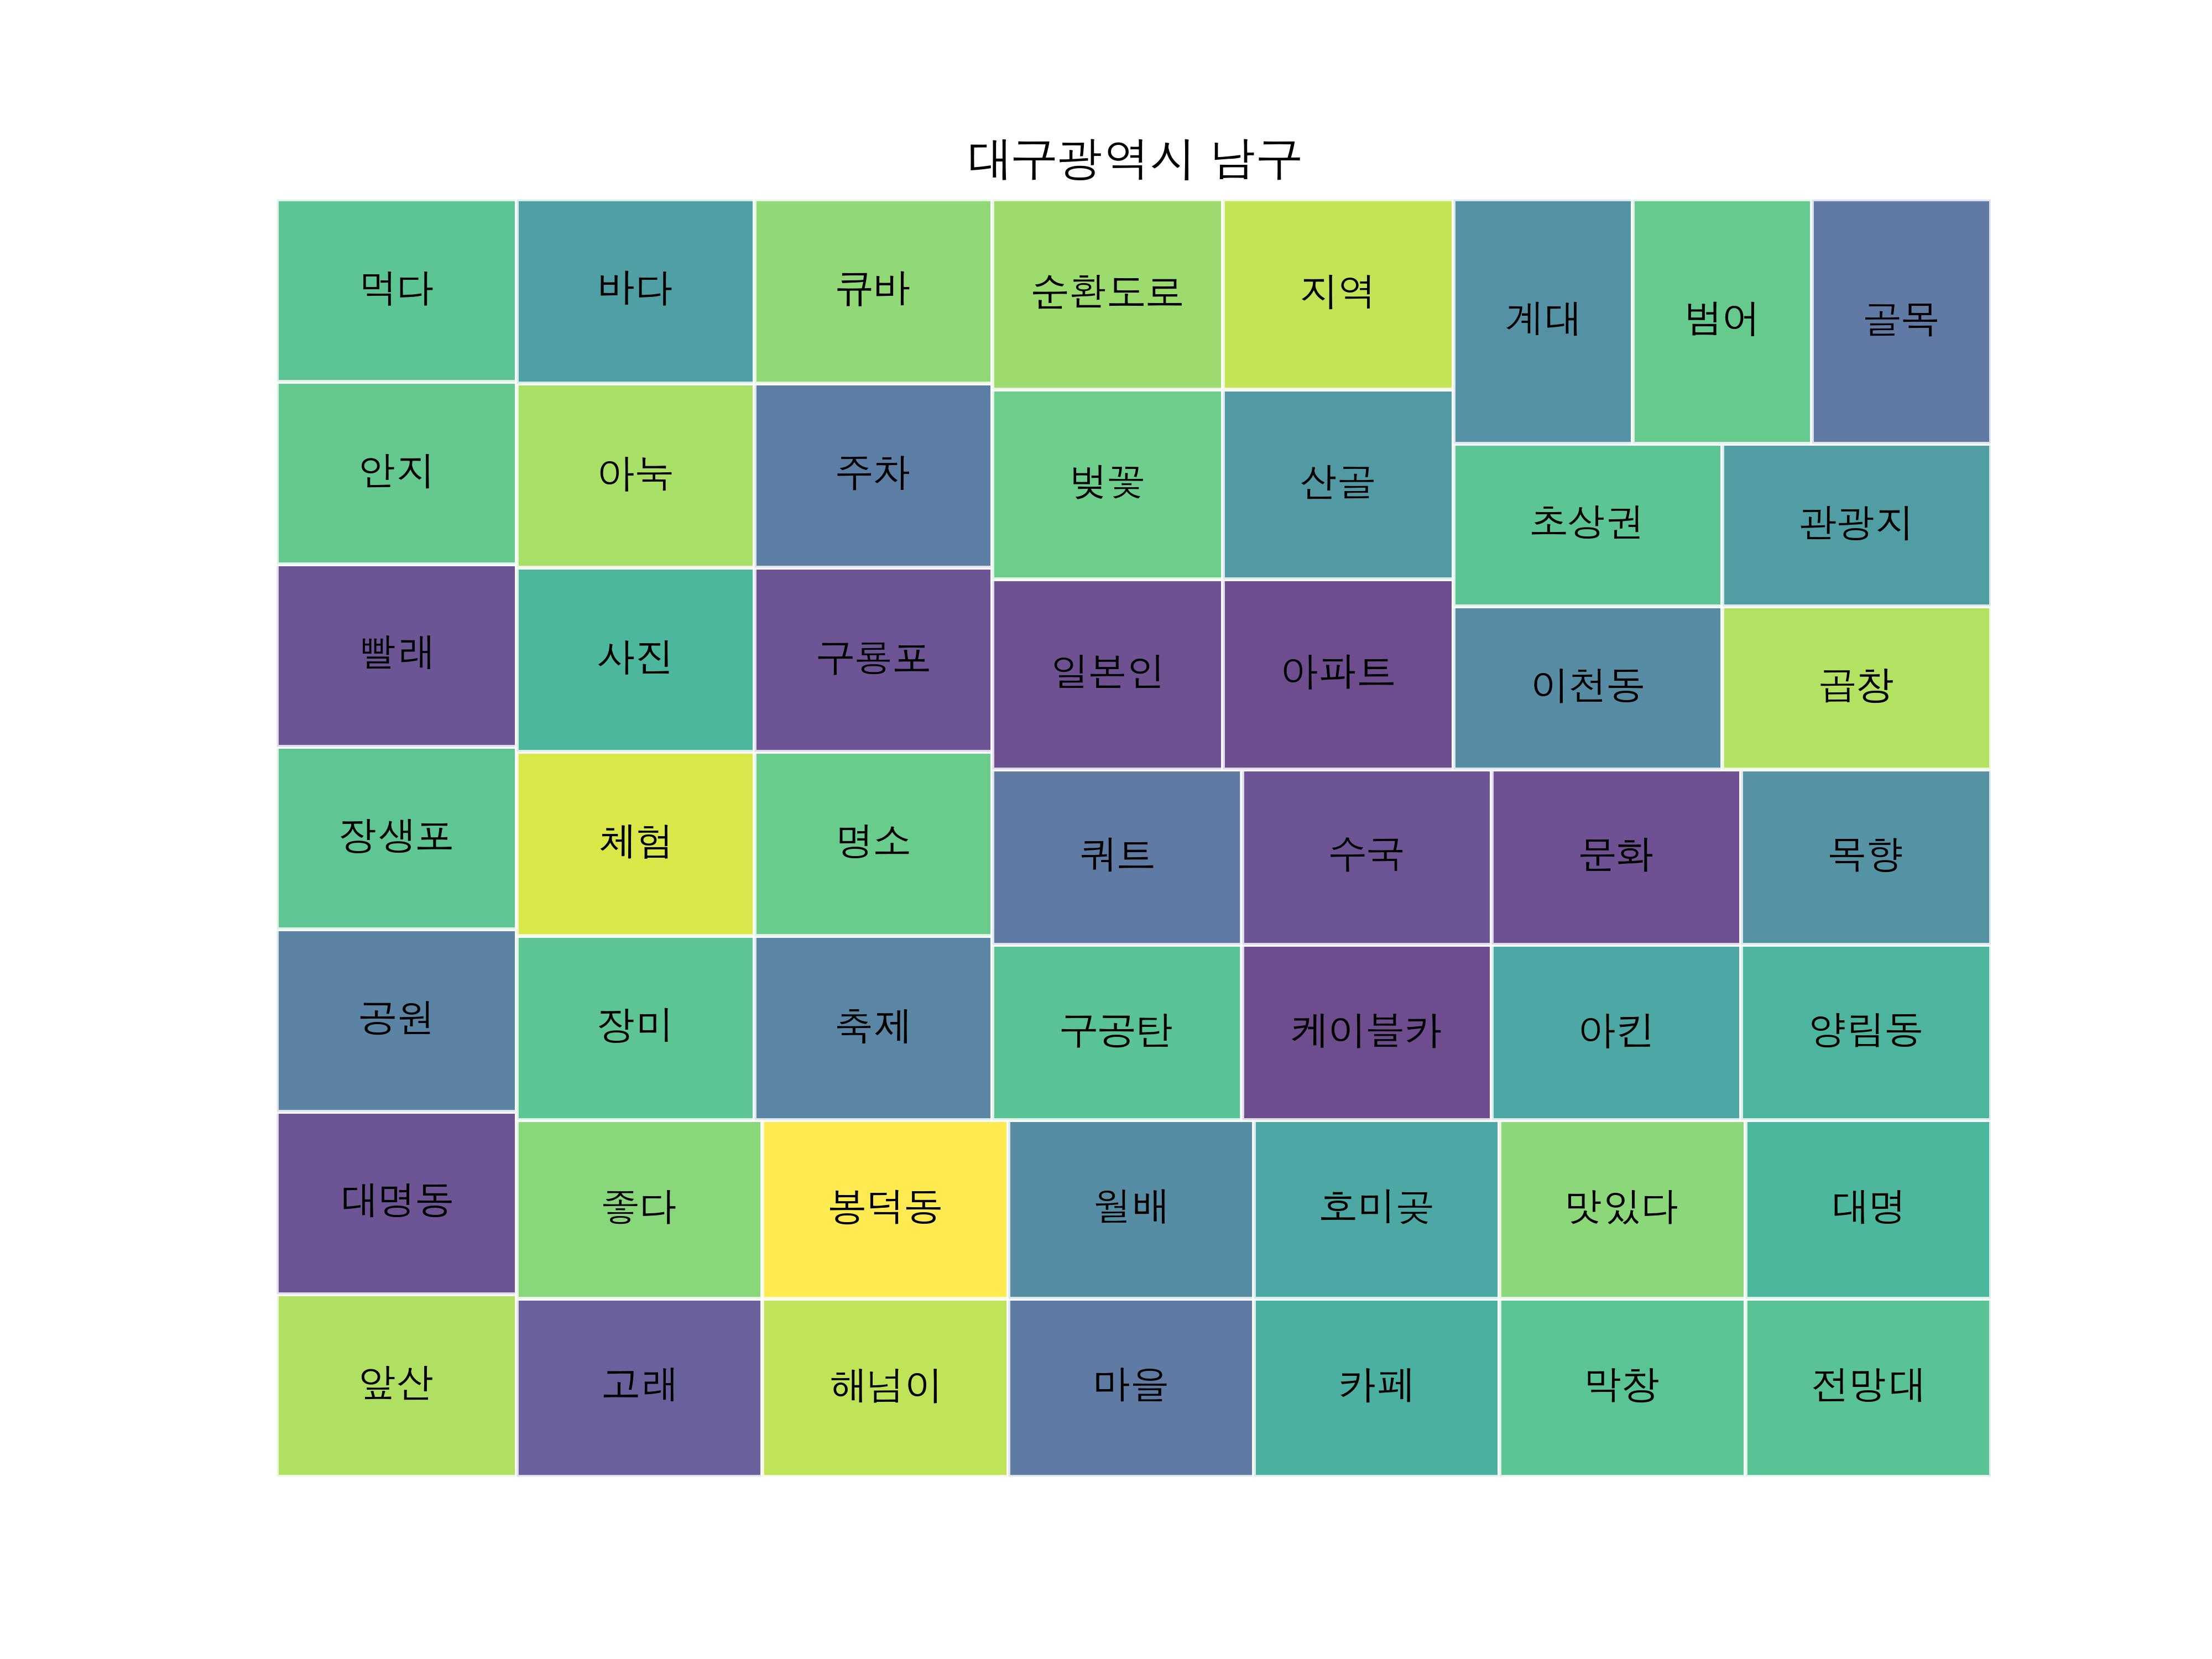 대구광역시 남구
먹다
바다
큐바
순환도로
지역
계대
범어
골목
안지
아눅
주차
벚꽃
산글
초상권
관광지
빨래
사진
구룡포
일본인
아파트
이천동
곱창
장생포
체험
명소
쿼트
수국
문화
목향
공원
장미
축제
구공탄
케이블카
아킨
양림동
대명동
좋다
봉덕동
월배
호미곶
맛있다
대명
앞산
고래
해넘이
마을
카페
막창
전망대